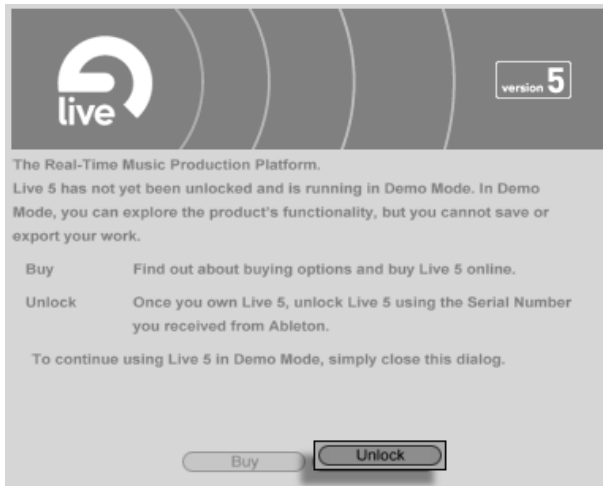 live
version 5
The Real-Time Music Production Platform.
Live 5 has not yet been unlocked and is running in Demo Mode. In Demo
Mode, you can explore the product's functionality, but you cannot save or
export your work.
Buy Find out about buying options and buy Live 5 online.
Unlock Once you own Live 5, unlock Live 5 using the Serial Number
you received from Ableton.
To continue using Live 5 in Demo Mode, simply close this dialog.
Buy Unlock